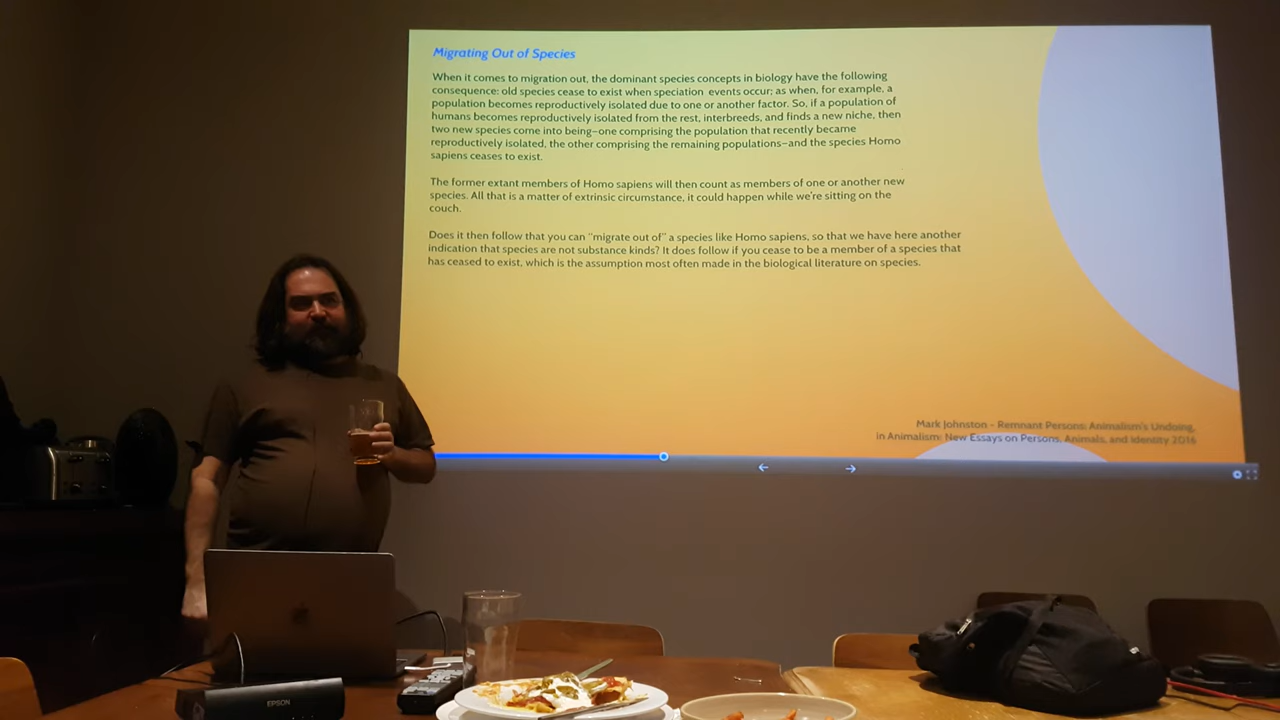 Migrating Out of Species
When it comes to migration out, the dominant species concepts in biology have the following
consequence: old species cease to exist when speciation events occur; as when, for example, a
population becomes reproductively isolated due to one or another factor. So, if a population of
humans becomes reproductively isolated from the rest, interbreeds, and finds a new niche, then
two new species come into being—one comprising the population that recently became
reproductively isolated, the other comprising the remaining populations—and the species Homo
sapiens ceases to exist.
The former extant members of Homo sapiens will then count as members of one or another new
species. All that is a matter of extrinsic circumstance, it could happen while we're sitting on the
couch.
Does it then follow that you can "migrate out of" a species like Homo sapiens, so that we have here another
indication that species are not substance kinds? It does follow if you cease to be a member of a species that
has ceased to exist, which is the assumption most often made in the biological literature on species.
Mark Johnston - Remnant Persons: Animalism's Undoing,
in Animalism: New Essays on Persons, Animals, and Identity 2016
EPSON